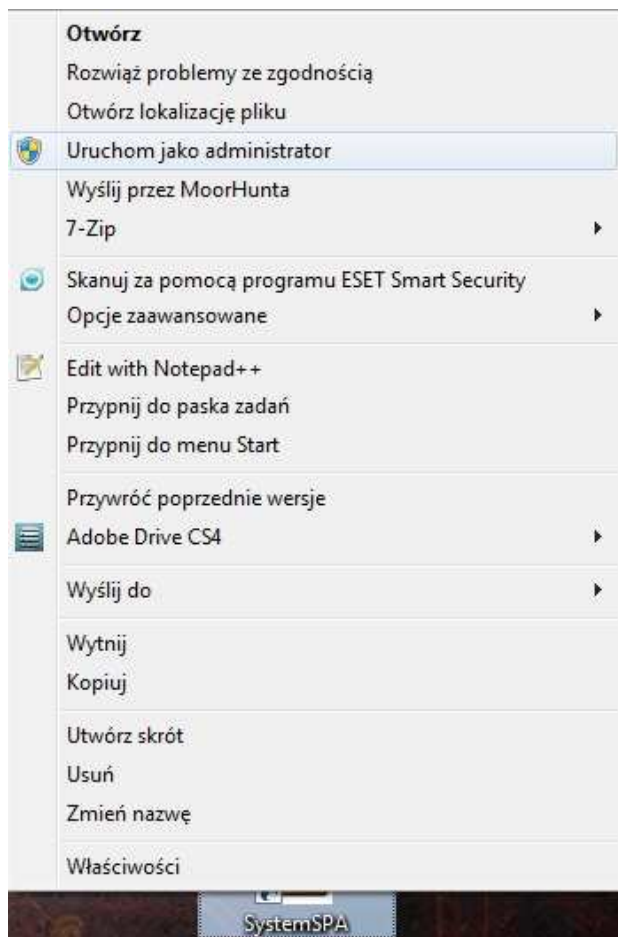 Otwórz
Rozwiąż problemy ze zgodnością
Otwórz lokalizację pliku
Uruchom jako administrator
Wyślij przez MoorHunta
7-Zip
Skanuj za pomocą programu ESET Smart Security
Opcje zaawansowane
Edit with Notepad++
Przypnij do paska zadań
Przypnij do menu Start
Przywróć poprzednie wersje
Adobe Drive CS4
Wyślij do
Wytnij
Kopiuj
Utwórz skrót
Usuń
Zmień nazwę
Właściwości
SystemSPA